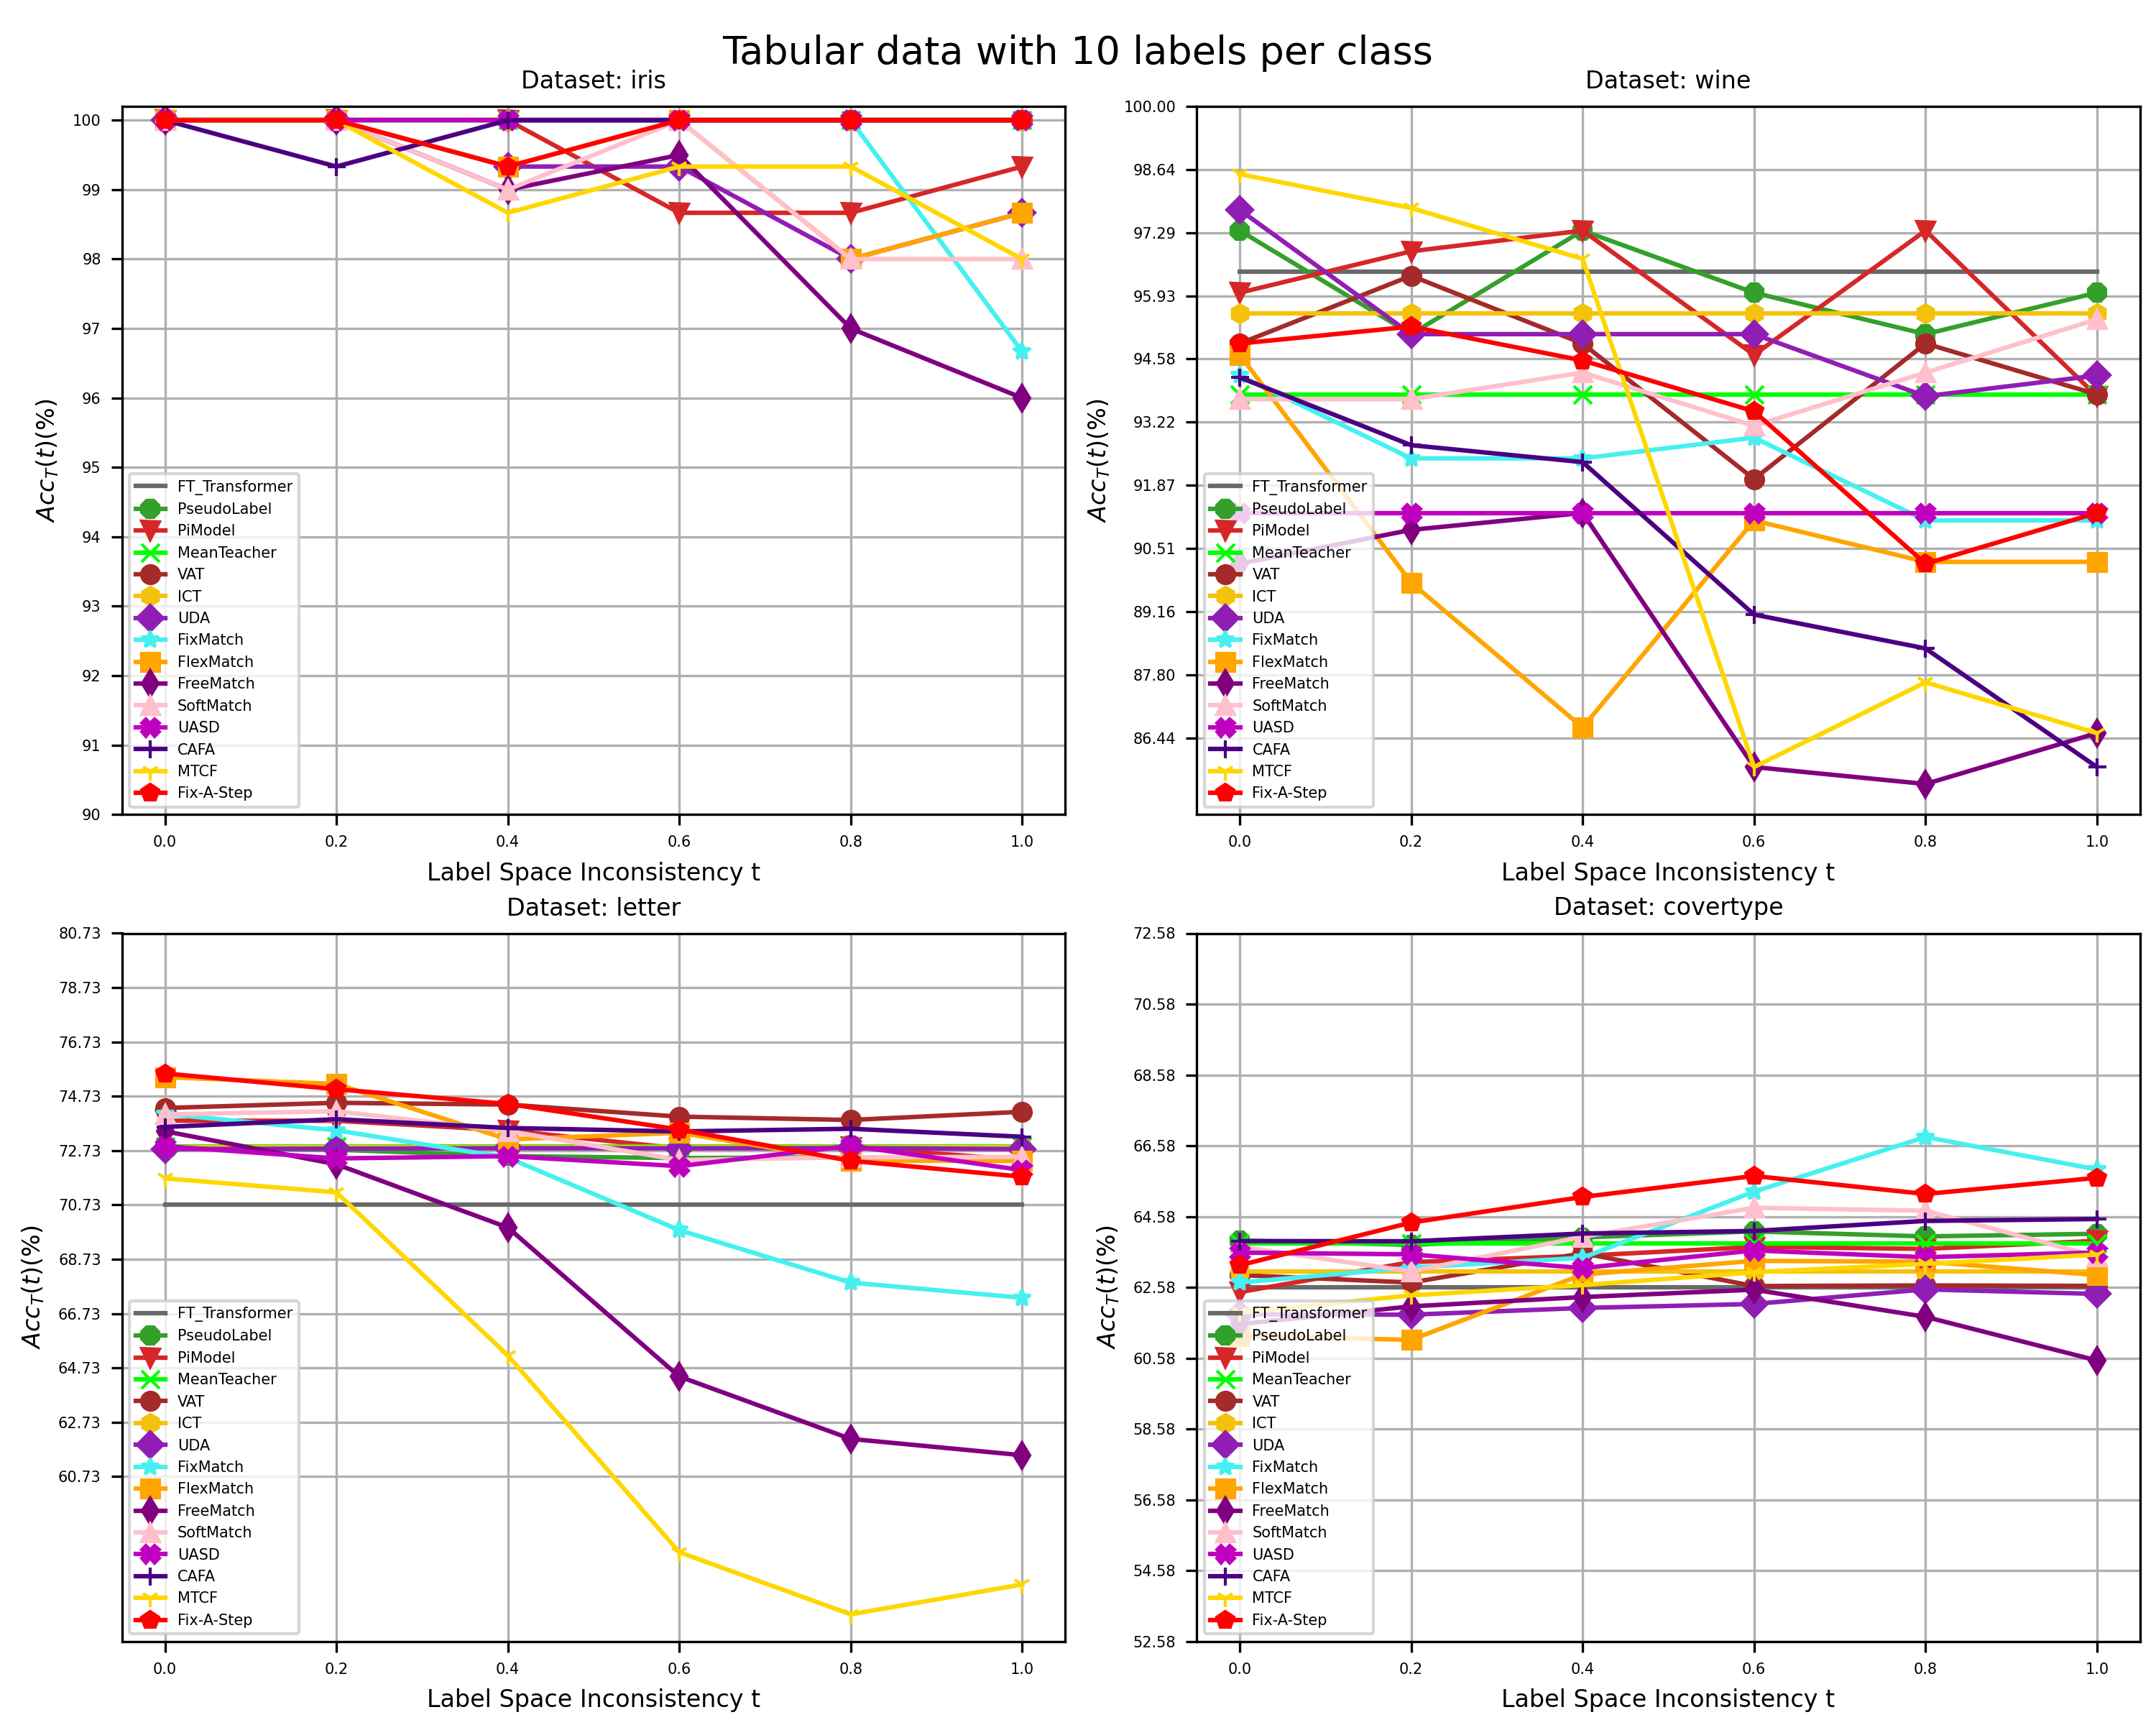 Tabular data with 10 labels per class
Dataset: iris
100
99
98
97
96
95
94
93
92
91
90
Acc_T(t)(%)
FT_Transformer
PseudoLabel
PiModel
MeanTeacher
VAT
ICT
UDA
FixMatch
FlexMatch
FreeMatch
SoftMatch
UASD
CAFA
MTCF
Fix-A-Step
0.0 0.2 0.4 0.6 0.8 1.0
Label Space Inconsistency t
Dataset: wine
100.00
98.64
97.29
95.93
94.58
93.22
91.87
90.51
89.16
87.80
86.44
Acc_T(t)(%)
FT_Transformer
PseudoLabel
PiModel
MeanTeacher
VAT
ICT
UDA
FixMatch
FlexMatch
FreeMatch
SoftMatch
UASD
CAFA
MTCF
Fix-A-Step
0.0 0.2 0.4 0.6 0.8 1.0
Label Space Inconsistency t
Dataset: letter
80.73
78.73
76.73
74.73
72.73
70.73
68.73
66.73
64.73
62.73
60.73
Acc_T(t)(%)
FT_Transformer
PseudoLabel
PiModel
MeanTeacher
VAT
ICT
UDA
FixMatch
FlexMatch
FreeMatch
SoftMatch
UASD
CAFA
MTCF
Fix-A-Step
0.0 0.2 0.4 0.6 0.8 1.0
Label Space Inconsistency t
Dataset: covertype
72.58
70.58
68.58
66.58
64.58
62.58
60.58
58.58
56.58
54.58
52.58
Acc_T(t)(%)
FT_Transformer
PseudoLabel
PiModel
MeanTeacher
VAT
ICT
UDA
FixMatch
FlexMatch
FreeMatch
SoftMatch
UASD
CAFA
MTCF
Fix-A-Step
0.0 0.2 0.4 0.6 0.8 1.0
Label Space Inconsistency t